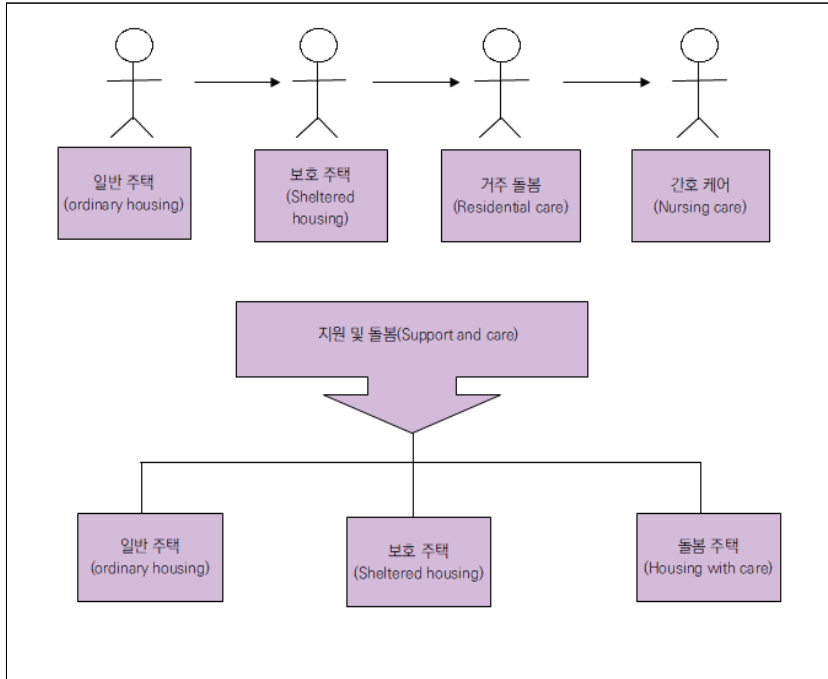 일반 주택
(ordinary housing)
보호 주택
(Sheltered
housing)
거주 돌봄
(Residential care)
간호 케어
(Nursing care)
지원 및 돌봄(Support and care)
일반 주택
(ordinary housing)
보호 주택
(Sheltered housing)
돌봄 주택
(Housing with care)